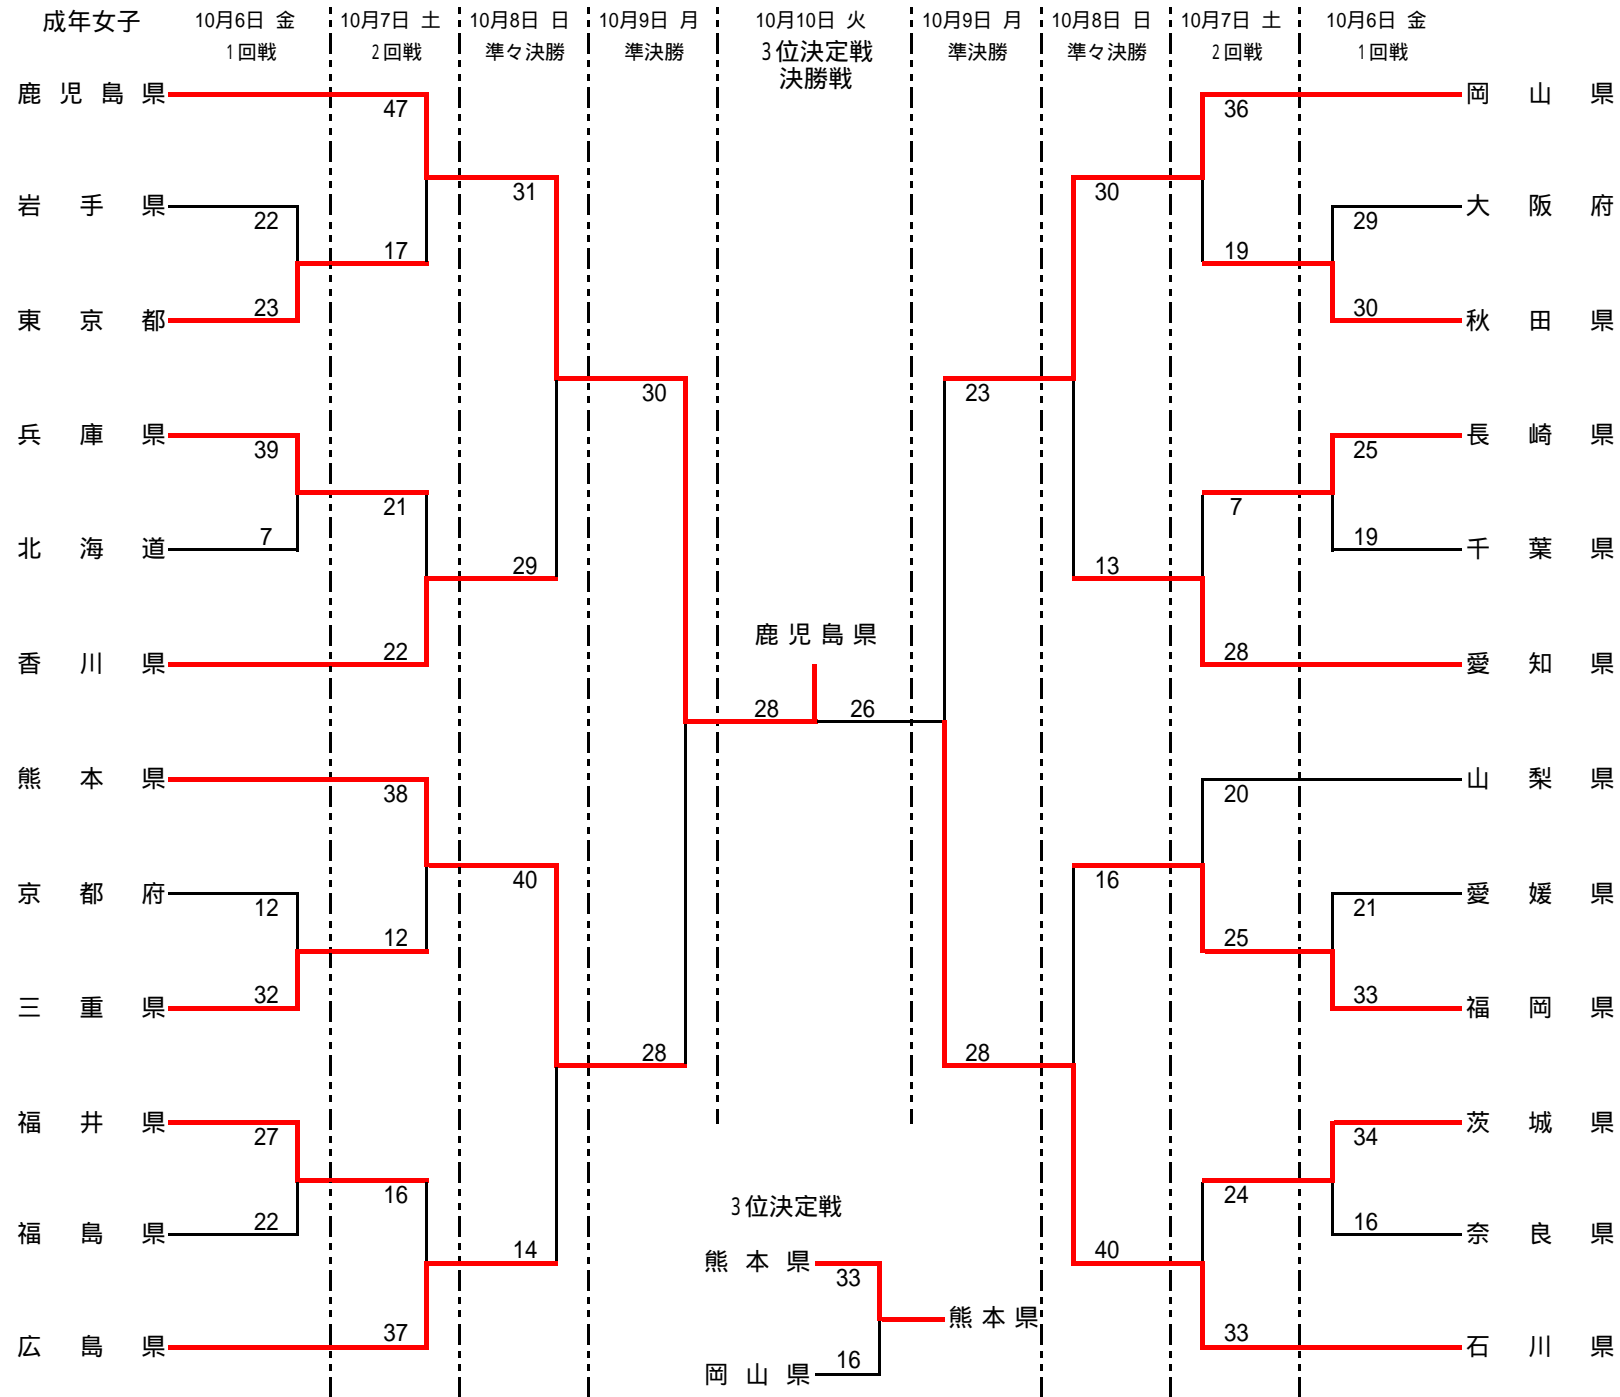 成年女子 10月6日 金 10月7日 土 10月8日 日 10月9日 月 10月10日 火 10月9日 月 10月8日 日 10月7日 土 10月6日 金
1回戦 2回戦 準々決勝 準決勝 3位決定戦 準決勝 準々決勝 2回戦 1回戦
決勝戦
鹿児島県 岡山県
47 36
31 30
岩手県 大阪府
22 29
17 19
23 30
東京都 秋田県
30 23
兵庫県 長崎県
39 25
21 7
7 19
北海道 千葉県
29 13
鹿児島県
香川県 22 28 愛知県
28 26
熊本県 山梨県
38 20
40 16
京都府 愛媛県
12 21
12 25
32 33
三重県 福岡県
28 28
福井県 茨城県
27 34
16 24
3位決定戦
22 16
福島県 奈良県
14 40
熊本県
33
熊本県
37 33
広島県 石川県
16
岡山県